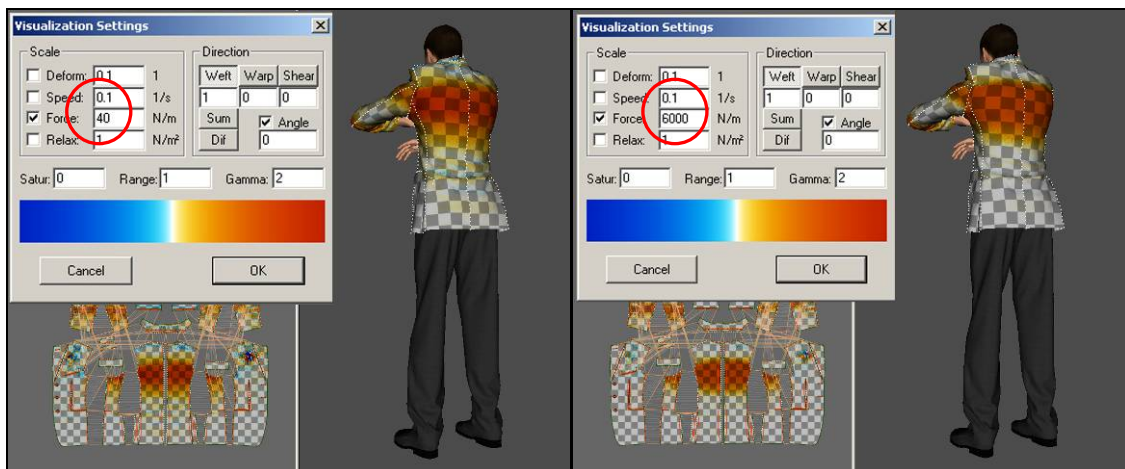 Visualization Settings
Scale
Direction
Deform: 0.1 1
Weft Warp Shear
Speed: 0.1 1/s
1 0 0
Force: 40 N/m
Sum Angle
Relax: 1 N/m²
Dif 0
Satur: 0 Range: 1 Gamma: 2
Cancel OK
Visualization Settings
Scale
Direction
Deform: 0.1 1
Weft Warp Shear
Speed: 0.1 1/s
1 0 0
Force: 6000 N/m
Sum Angle
Relax: 1 N/m²
Dif 0
Satur: 0 Range: 1 Gamma: 2
Cancel OK